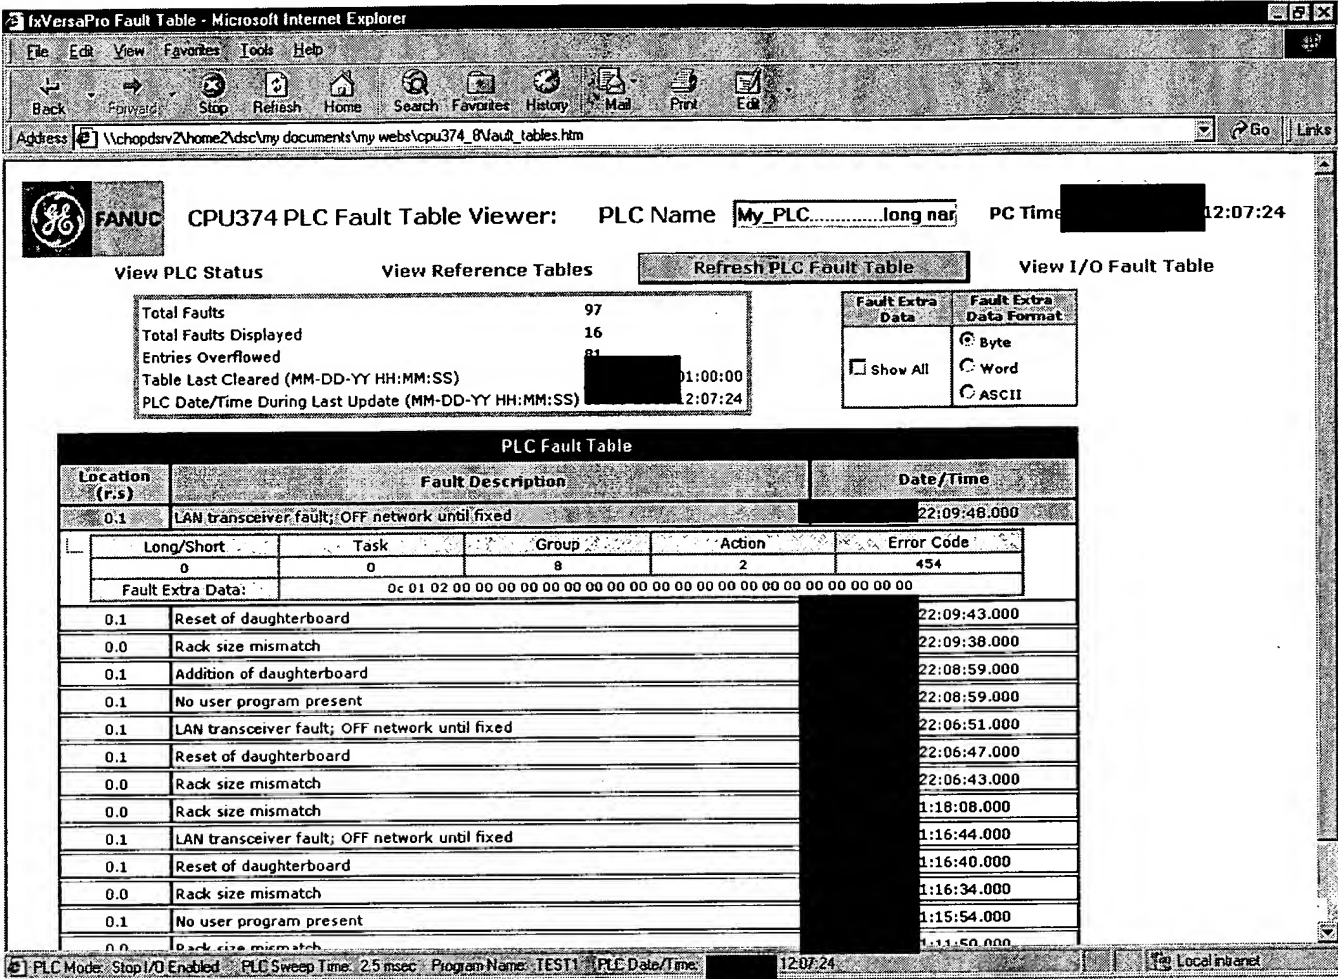 fxVersaPro Fault Table - Microsoft Internet Explorer
File Edit View Favorites Tools Help
Back Forward Stop Refresh Home Search Favorites History Mail Print Edit
Address \\chopdsrv2\home2\dsc\my documents\my webs\cpu374_8\fault_tables.htm Go Links
GE FANUC CPU374 PLC Fault Table Viewer: PLC Name My_PLC.............long nar PC Time 12:07:24
View PLC Status View Reference Tables Refresh PLC Fault Table View I/O Fault Table
Total Faults 97
Total Faults Displayed 16
Entries Overflowed 81
Table Last Cleared (MM-DD-YY HH:MM:SS) 01:00:00
PLC Date/Time During Last Update (MM-DD-YY HH:MM:SS) 12:07:24
Fault Extra Data Fault Extra Data Format
Show All
Byte
Word
ASCII
PLC Fault Table
Location (r.s) Fault Description Date/Time
0.1 LAN transceiver fault; OFF network until fixed 22:09:48.000
Long/Short Task Group Action Error Code
0 0 8 2 454
Fault Extra Data: 0c 01 02 00 00 00 00 00 00 00 00 00 00 00 00 00 00 00 00 00 00 00 00 00
0.1 Reset of daughterboard 22:09:43.000
0.0 Rack size mismatch 22:09:38.000
0.1 Addition of daughterboard 22:08:59.000
0.1 No user program present 22:08:59.000
0.1 LAN transceiver fault; OFF network until fixed 22:06:51.000
0.1 Reset of daughterboard 22:06:47.000
0.0 Rack size mismatch 22:06:43.000
0.0 Rack size mismatch 1:18:08.000
0.1 LAN transceiver fault; OFF network until fixed 1:16:44.000
0.1 Reset of daughterboard 1:16:40.000
0.0 Rack size mismatch 1:16:34.000
0.1 No user program present 1:15:54.000
0.0 Rack size mismatch 1:11:50.000
PLC Mode: Stop I/O Enabled PLC Sweep Time: 2.5 msec Program Name: TEST1 PLC Date/Time: 12:07:24 Local intranet